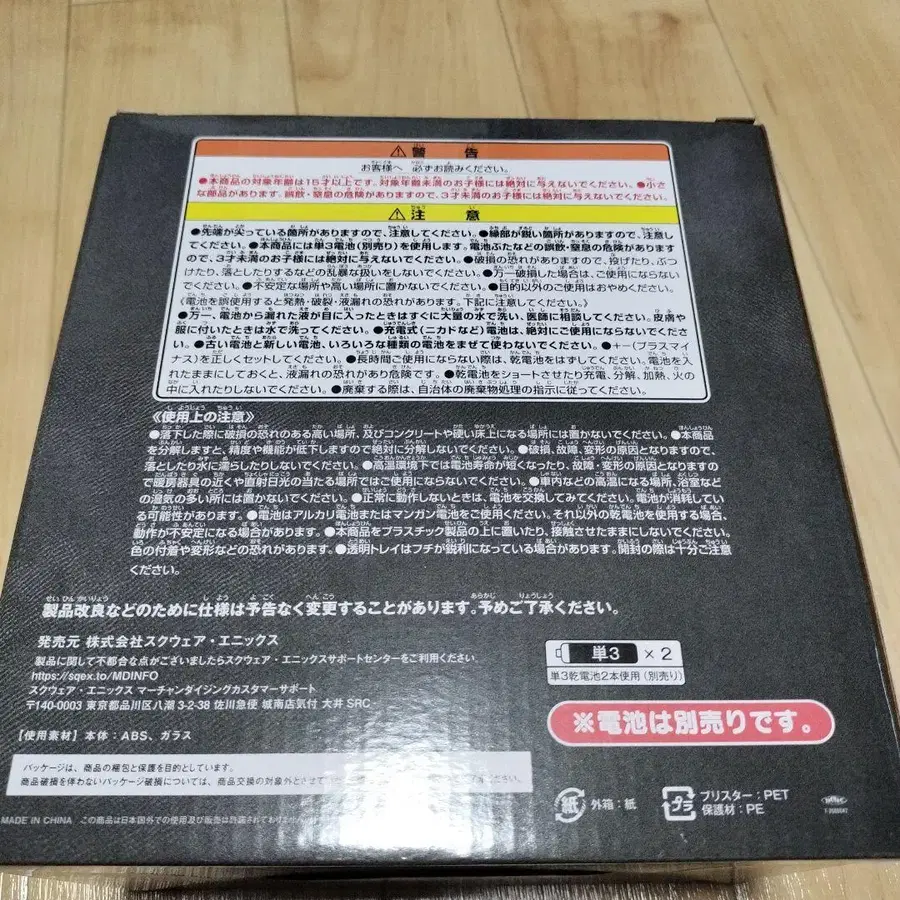 ⚠警告
お客様へ 必ずお読みください。
●本商品の対象年齢は15才以上です。対象年齢未満のお子様には絶対に与えないでください。●小さ
な部品があります。誤飲・窒息の危険がありますので、3才未満のお子様には絶対に与えないでください。
⚠注意
●先端が尖っている箇所がありますので、注意してください。●縁部が鋭い箇所がありますので、注意し
てください。●本商品には単3電池(別売り)を使用します。電池ぶたなどの誤飲・窒息の危険がありま
すので、3才未満のお子様には絶対に与えないでください。●破損の恐れがありますので、投げたり、ぶつ
けたり、落としたりするなどの乱暴な扱いをしないでください。●万一破損した場合は、ご使用にならない
でください。●不安定な場所や高い場所に置かないでください。●目的以外のご使用はおやめください。
《電池を誤使用すると発熱・破裂・液漏れの恐れがあります。下記に注意してください。》
●万一、電池から漏れた液が目に入ったときはすぐに大量の水で洗い、医師に相談してください。皮膚や
服に付いたときは水で洗ってください。●充電式(ニカドなど)電池は、絶対にご使用にならないでくださ
い。●古い電池と新しい電池、いろいろな種類の電池をまぜて使わないでください。●+-(プラスマイ
ナス)を正しくセットしてください。●長時間ご使用にならない際は、乾電池をはずしてください。電池を入
れたままにしておくと、液漏れの恐れがあり危険です。●乾電池をショートさせたり充電、分解、加熱、火の
中に入れたりしないでください。●廃棄する際は、自治体の廃棄物処理の指示に従ってください。
《使用上の注意》
●落下した際に破損の恐れのある高い場所、及びコンクリートや硬い床上になる場所には置かないでください。●本商品
を分解しますと、精度や機能が低下しますので絶対に分解しないでください。●破損、故障、変形の原因となりますので、
落としたり水に濡らしたりしないでください。●高温環境下では電池寿命が短くなったり、故障・変形の原因となりますの
で暖房器具の近くや直射日光の当たる場所ではご使用にならないでください。●車内などの高温になる場所、浴室など
の湿気の多い所には置かないでください。●正常に動作しないときは、電池を交換してみてください。電池が消耗してい
る可能性があります。●電池はアルカリ電池またはマンガン電池をご使用ください。それ以外の乾電池を使用する場合、
動作が不安定になる場合があります。●本商品をプラスチック製品の上に置いたり、接触させたままにしないでください。
色の付着や変形などの恐れがあります。●透明トレイはフチが鋭利になっている場合があります。開封の際は十分ご注意
ください。
製品改良などのために仕様は予告なく変更することがあります。予めご了承ください。
発売元 株式会社スクウェア・エニックス
製品に関して不都合な点がございましたらスクウェア・エニックスサポートセンターをご利用ください。
https://sqex.to/MDINFO
スクウェア・エニックス マーチャンダイジングカスタマーサポート
〒140-0003 東京都品川区八潮 3-2-38 佐川急便 城南店気付 大井 SRC
単3 × 2
単3乾電池2本使用(別売り)
※電池は別売りです。
【使用素材】本体:ABS、ガラス
パッケージは、商品の梱包と保護を目的としています。
商品破損を伴わないパッケージ破損については、商品交換の対象外とさせて
紙 外箱:紙
プラ ブリスター:PET
保護材:PE
MADE IN CHINA この商品は日本国外での使用及び販売は許諾されておりません